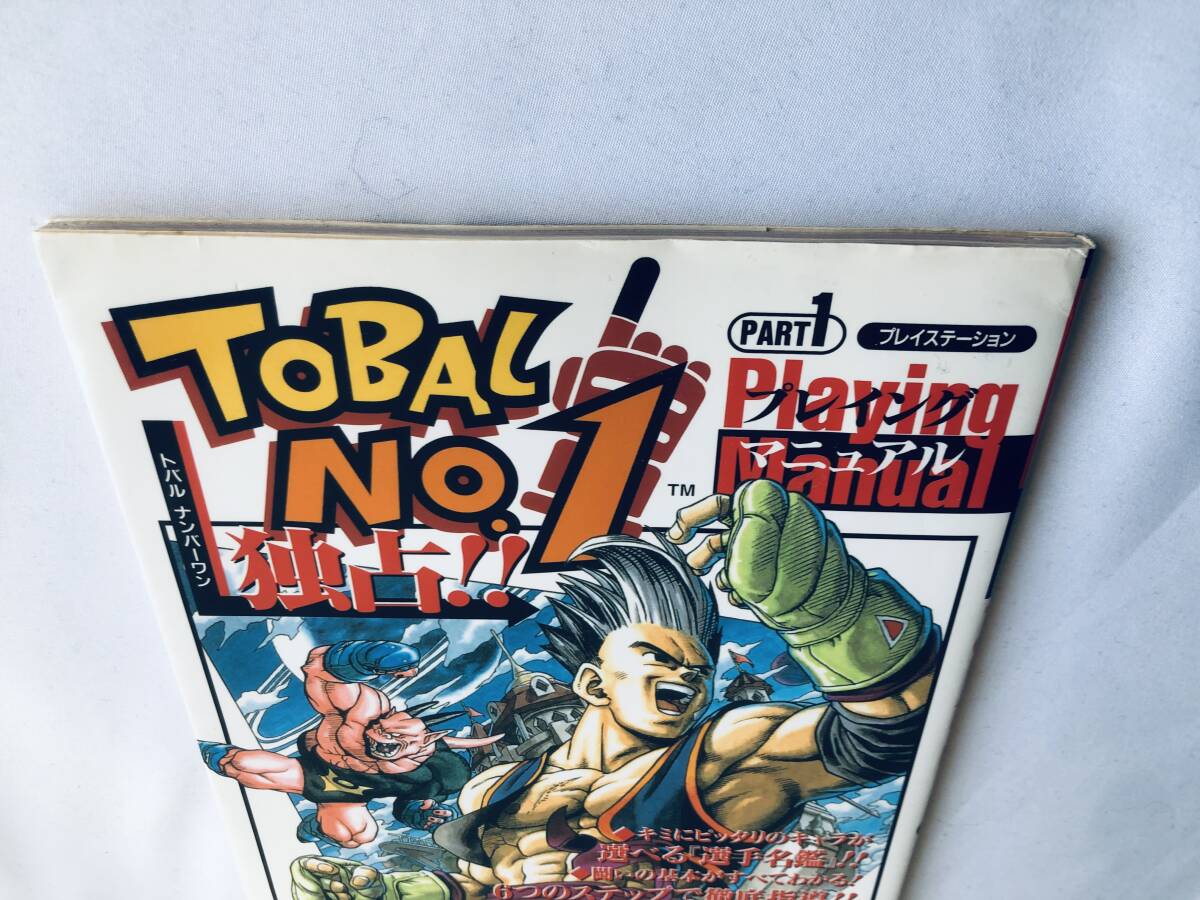 TOBAL
NO.1
TM
トバル ナンバーワン
PART1
プレイステーション
Playing
プレイング
Manual
マニュアル
独占!!
キミにピッタリのキャラが
選べる「選手名鑑」!!
闘いの基本がすべてわかる!
6つのステップで徹底指導!!